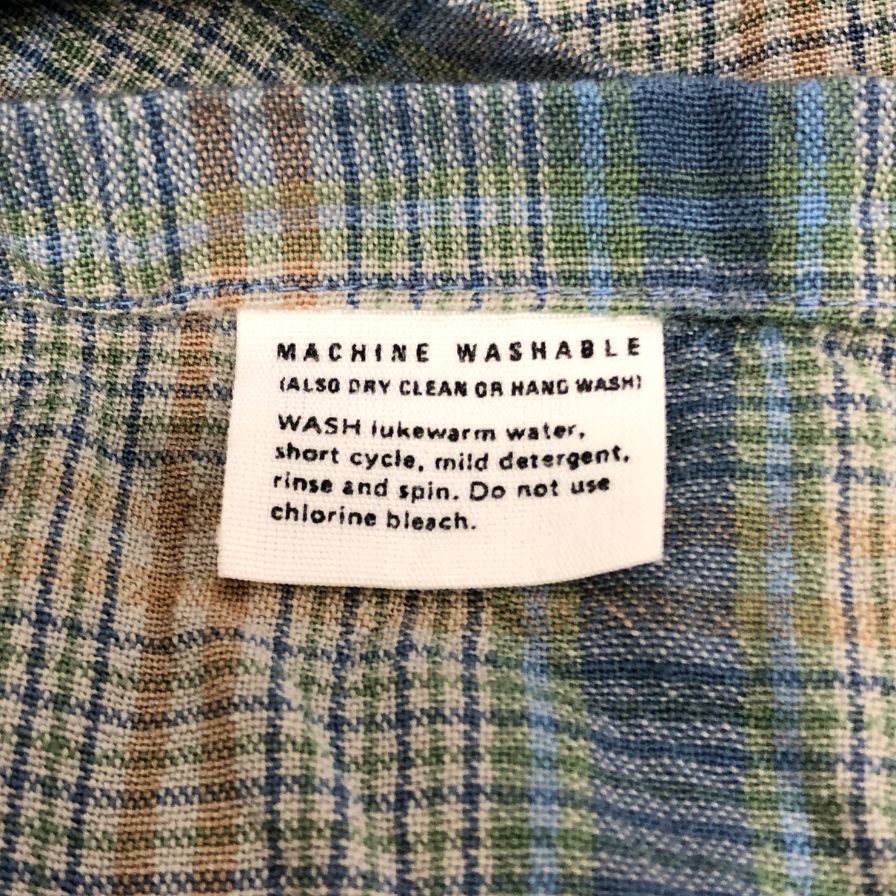 MACHINE WASHABLE
(ALSO DRY CLEAN OR HAND WASH)
WASH lukewarm water,
short cycle, mild detergent,
rinse and spin. Do not use
chlorine bleach.